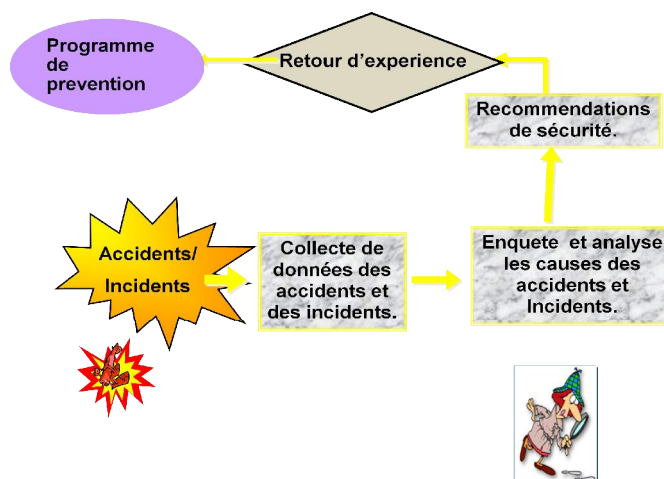 Programme
de
prevention
Retour d'experience
Recommendations
de sécurité.
Accidents/
Incidents
Collecte de
données des
accidents et
des incidents.
Enquete et analyse
les causes des
accidents et
Incidents.